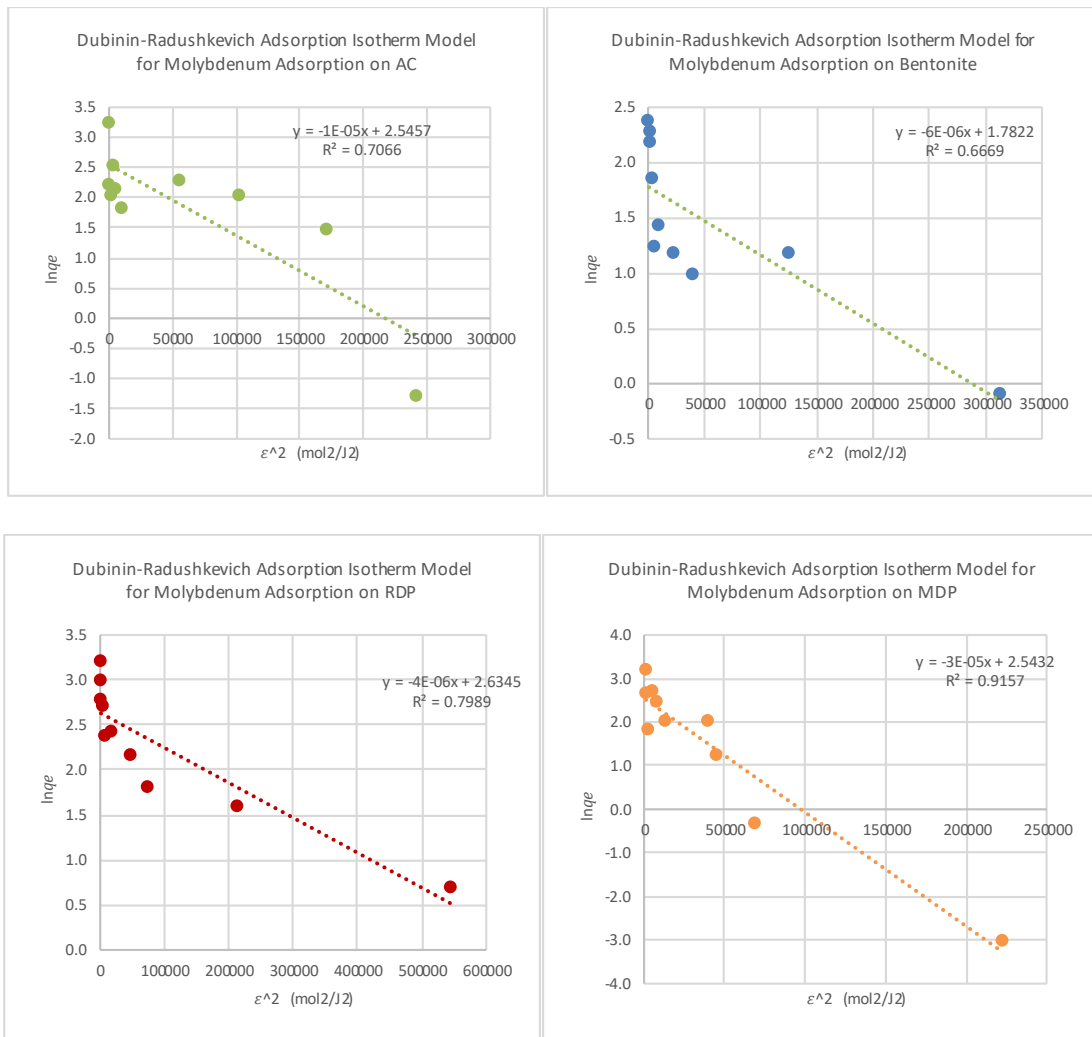 Dubinin-Radushkevich Adsorption Isotherm Model
for Molybdenum Adsorption on AC
3.5
3.0
2.5
2.0
1.5
1.0
0.5
0.0
-0.5
-1.0
-1.5
-2.0
y = -1E-05x + 2.5457
R² = 0.7066
0
50000
100000
150000
200000
250000
300000
lnqe
ε^2 (mol2/J2)
Dubinin-Radushkevich Adsorption Isotherm Model for
Molybdenum Adsorption on Bentonite
2.5
2.0
1.5
1.0
0.5
0.0
-0.5
y = -6E-06x + 1.7822
R² = 0.6669
0
50000
100000
150000
200000
250000
300000
350000
lnqe
ε^2 (mol2/J2)
Dubinin-Radushkevich Adsorption Isotherm Model
for Molybdenum Adsorption on RDP
3.5
3.0
2.5
2.0
1.5
1.0
0.5
0.0
y = -4E-06x + 2.6345
R² = 0.7989
0
100000
200000
300000
400000
500000
600000
lnqe
ε^2 (mol2/J2)
Dubinin-Radushkevich Adsorption Isotherm Model for
Molybdenum Adsorption on MDP
4.0
3.0
2.0
1.0
0.0
-1.0
-2.0
-3.0
-4.0
y = -3E-05x + 2.5432
R² = 0.9157
0
50000
100000
150000
200000
250000
lnqe
ε^2 (mol2/J2)